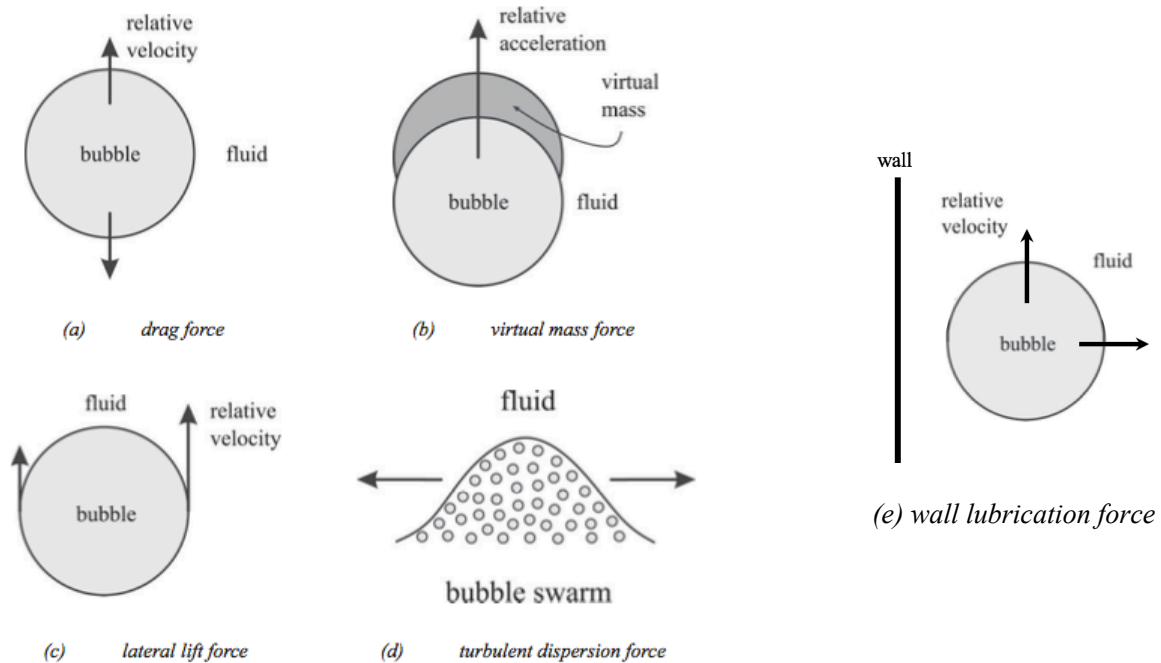 relative
velocity
bubble
fluid
(a) drag force
relative
acceleration
virtual
mass
bubble
fluid
(b) virtual mass force
fluid
relative
velocity
bubble
(c) lateral lift force
fluid
bubble swarm
(d) turbulent dispersion force
wall
relative
velocity
fluid
bubble
(e) wall lubrication force